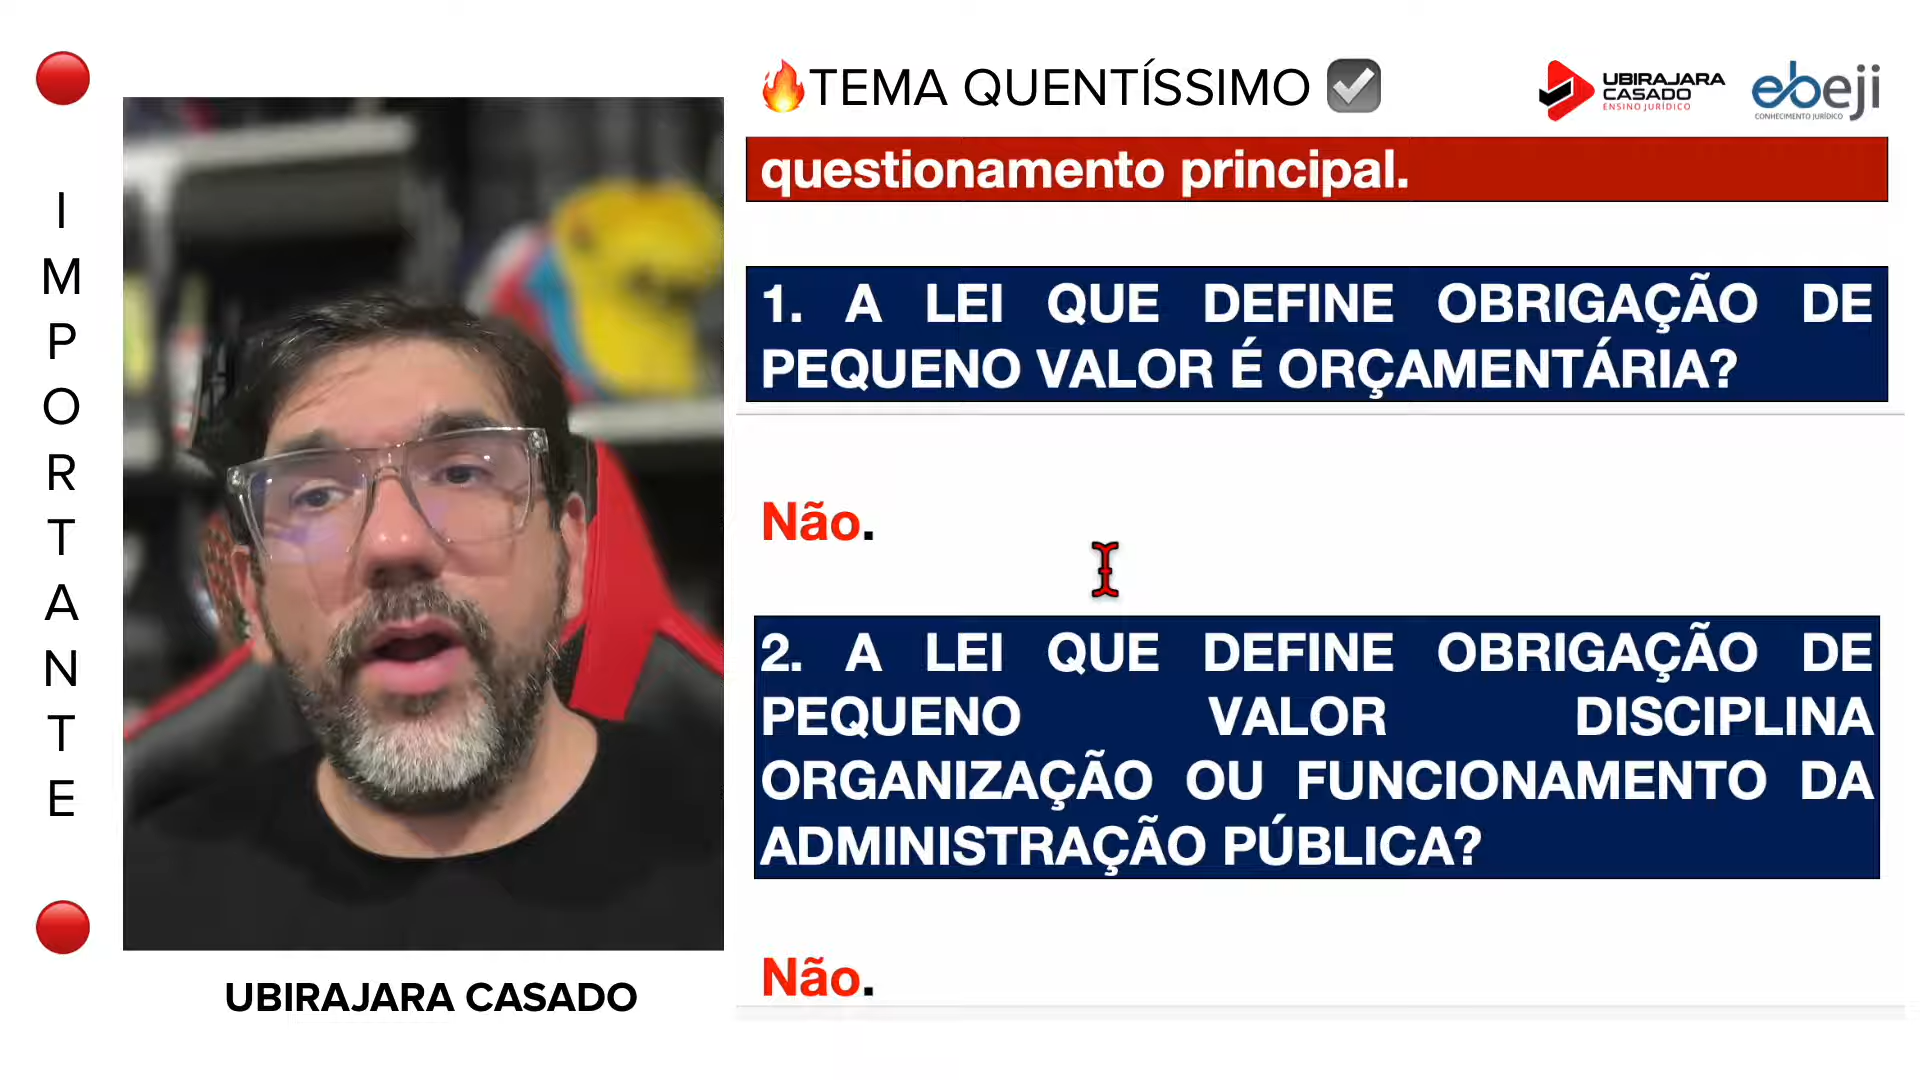 IMPORTANTE
UBIRAJARA CASADO
🔥TEMA QUENTÍSSIMO ☑
UBIRAJARA
CASADO
ENSINO JURÍDICO
ebeji
CONHECIMENTO JURÍDICO
questionamento principal.
1. A LEI QUE DEFINE OBRIGAÇÃO DE
PEQUENO VALOR É ORÇAMENTÁRIA?
Não.
2. A LEI QUE DEFINE OBRIGAÇÃO DE
PEQUENO VALOR DISCIPLINA
ORGANIZAÇÃO OU FUNCIONAMENTO DA
ADMINISTRAÇÃO PÚBLICA?
Não.